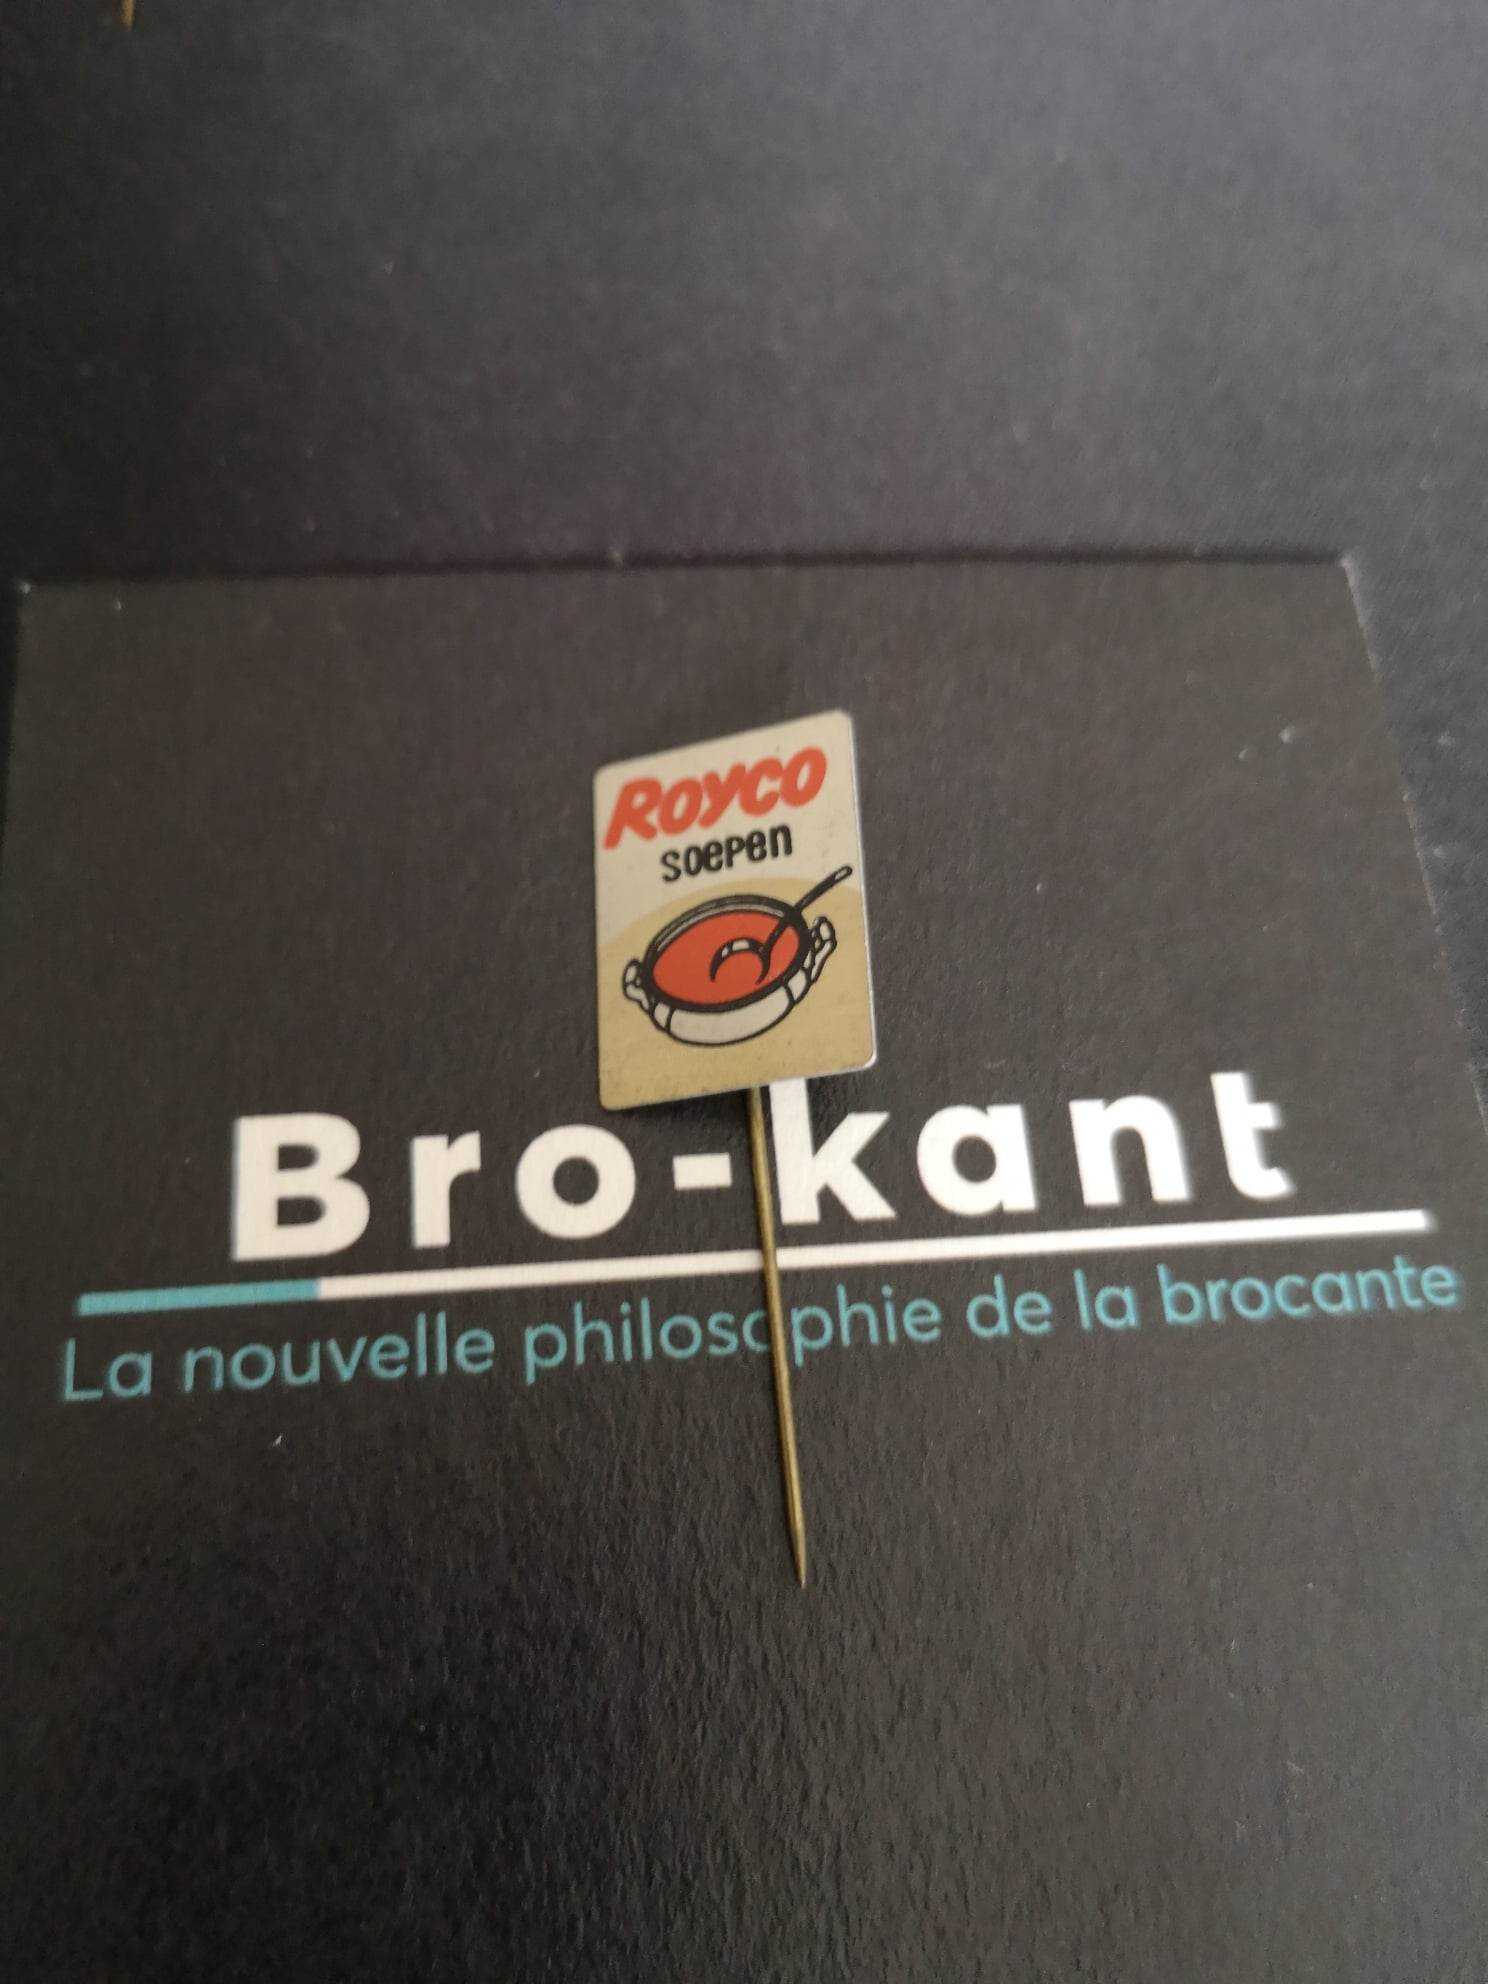 ROYCO
soepen
Bro-kant
La nouvelle philosophie de la brocante